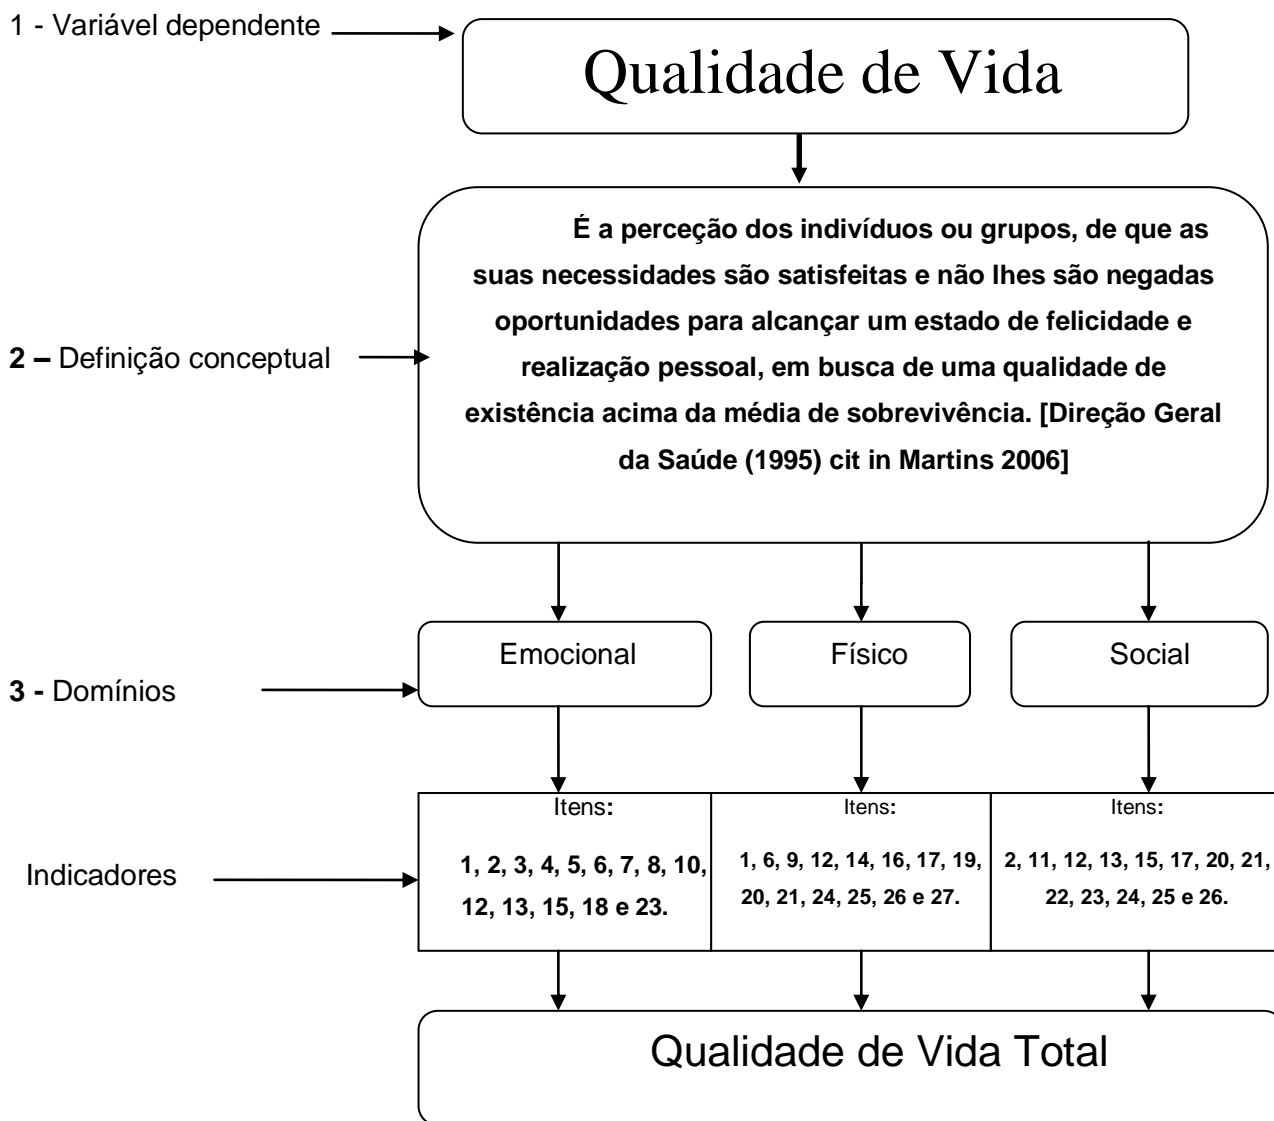 1 - Variável dependente
Qualidade de Vida
É a perceção dos indivíduos ou grupos, de que as
suas necessidades são satisfeitas e não lhes são negadas
oportunidades para alcançar um estado de felicidade e
realização pessoal, em busca de uma qualidade de
existência acima da média de sobrevivência. [Direção Geral
da Saúde (1995) cit in Martins 2006]
2 – Definição conceptual
Emocional
Físico
Social
3 - Domínios
Itens:
1, 2, 3, 4, 5, 6, 7, 8, 10,
12, 13, 15, 18 e 23.
Itens:
1, 6, 9, 12, 14, 16, 17, 19,
20, 21, 24, 25, 26 e 27.
Itens:
2, 11, 12, 13, 15, 17, 20, 21,
22, 23, 24, 25 e 26.
Indicadores
Qualidade de Vida Total